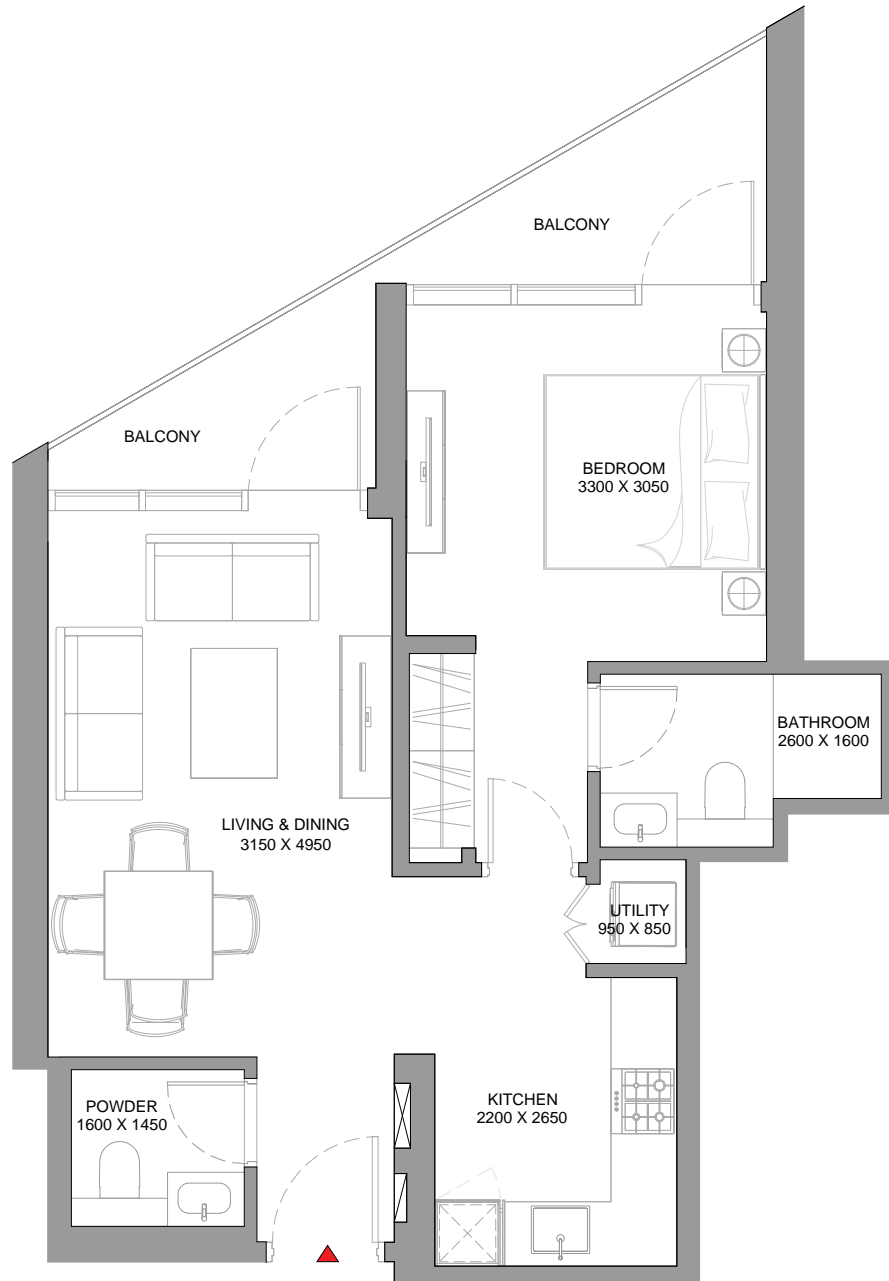 BALCONY
BALCONY
BEDROOM
3300 X 3050
BATHROOM
2600 X 1600
LIVING & DINING
3150 X 4950
UTILITY
950 X 850
KITCHEN
2200 X 2650
POWDER
1600 X 1450